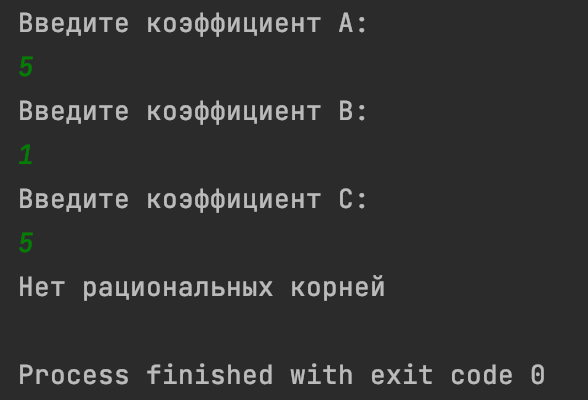 Введите коэффициент A:
5
Введите коэффициент B:
1
Введите коэффициент C:
5
Нет рациональных корней
Process finished with exit code 0